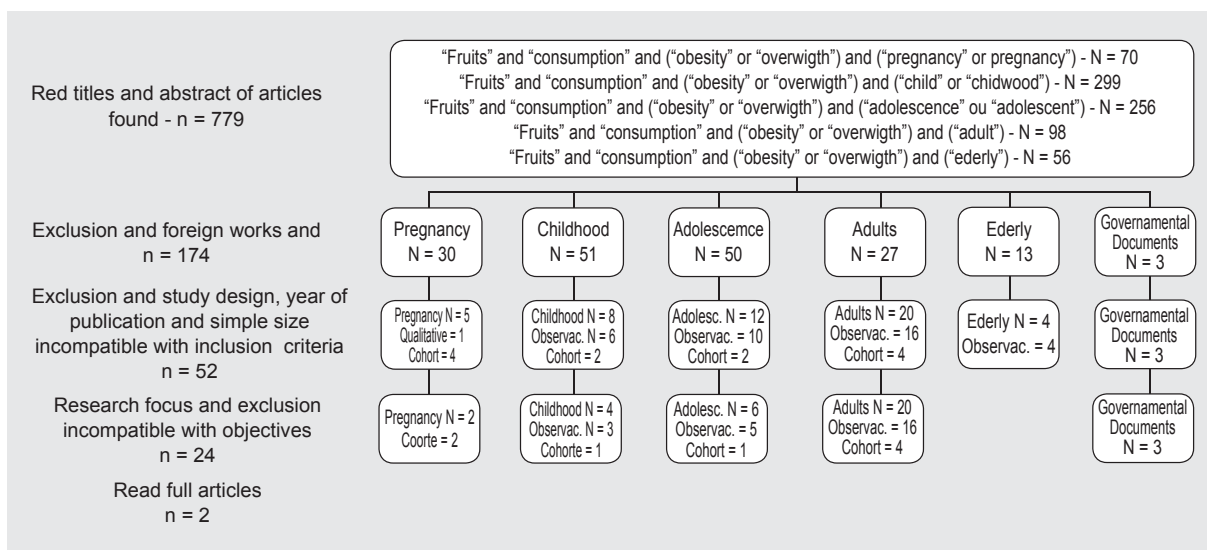 Red titles and abstract of articles
found - n = 779
“Fruits” and “consumption” and (“obesity” or “overwigth”) and (“pregnancy” or pregnancy”) - N = 70
“Fruits” and “consumption” and (“obesity” or “overwigth”) and (“child” or “chidwood”) - N = 299
“Fruits” and “consumption” and (“obesity” or “overwigth”) and (“adolescence” ou “adolescent”) - N = 256
“Fruits” and “consumption” and (“obesity” or “overwigth”) and (“adult”) - N = 98
“Fruits” and “consumption” and (“obesity” or “overwigth”) and (“ederly”) - N = 56
Exclusion and foreign works and
n = 174
Pregnancy
N = 30
Childhood
N = 51
Adolescemce
N = 50
Adults
N = 27
Ederly
N = 13
Governamental
Documents
N = 3
Exclusion and study design, year of
publication and simple size
incompatible with inclusion criteria
n = 52
Pregnancy N = 5
Qualitative = 1
Cohort = 4
Childhood N = 8
Observac. N = 6
Cohort = 2
Adolesc. N = 12
Observac. = 10
Cohort = 2
Adults N = 20
Observac. = 16
Cohort = 4
Ederly N = 4
Observac. = 4
Governamental
Documents
N = 3
Research focus and exclusion
incompatible with objectives
n = 24
Pregnancy N = 2
Coorte = 2
Childhood N = 4
Observac. N = 3
Cohorte = 1
Adolesc. N = 6
Observac. = 5
Cohort = 1
Adults N = 20
Observac. = 16
Cohort = 4
Governamental
Documents
N = 3
Read full articles
n = 2